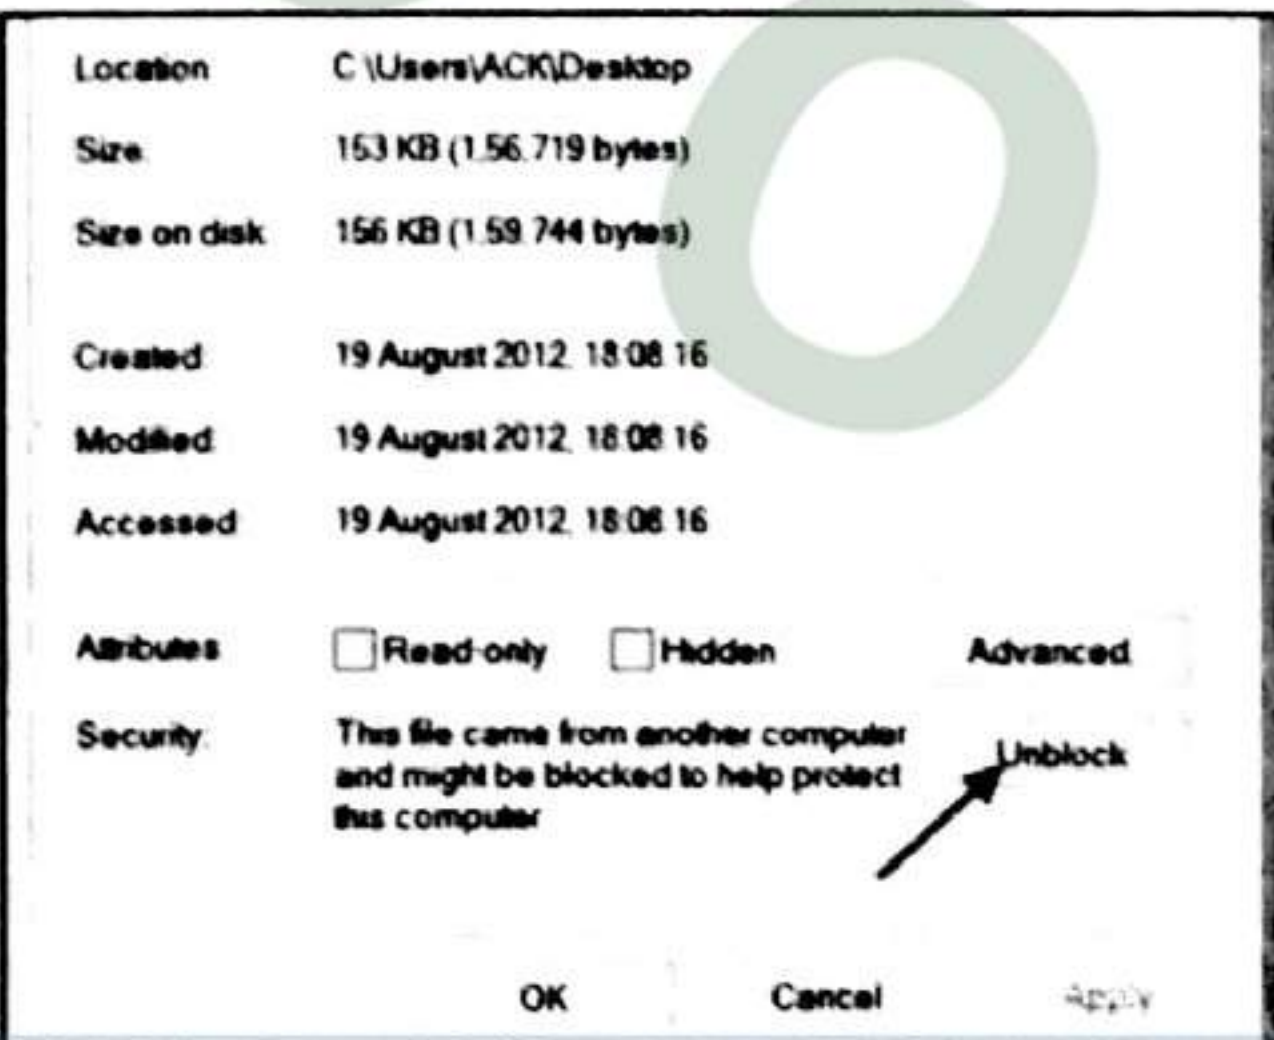 Location C \Users\ACK\Desktop
Size 153 KB (1.56.719 bytes)
Size on disk 156 KB (1.59.744 bytes)
Created 19 August 2012, 18:08:16
Modified 19 August 2012, 18:08:16
Accessed 19 August 2012, 18:08:16
Attributes Read-only Hidden Advanced
Security This file came from another computer
and might be blocked to help protect
this computer
Unblock
OK Cancel Apply